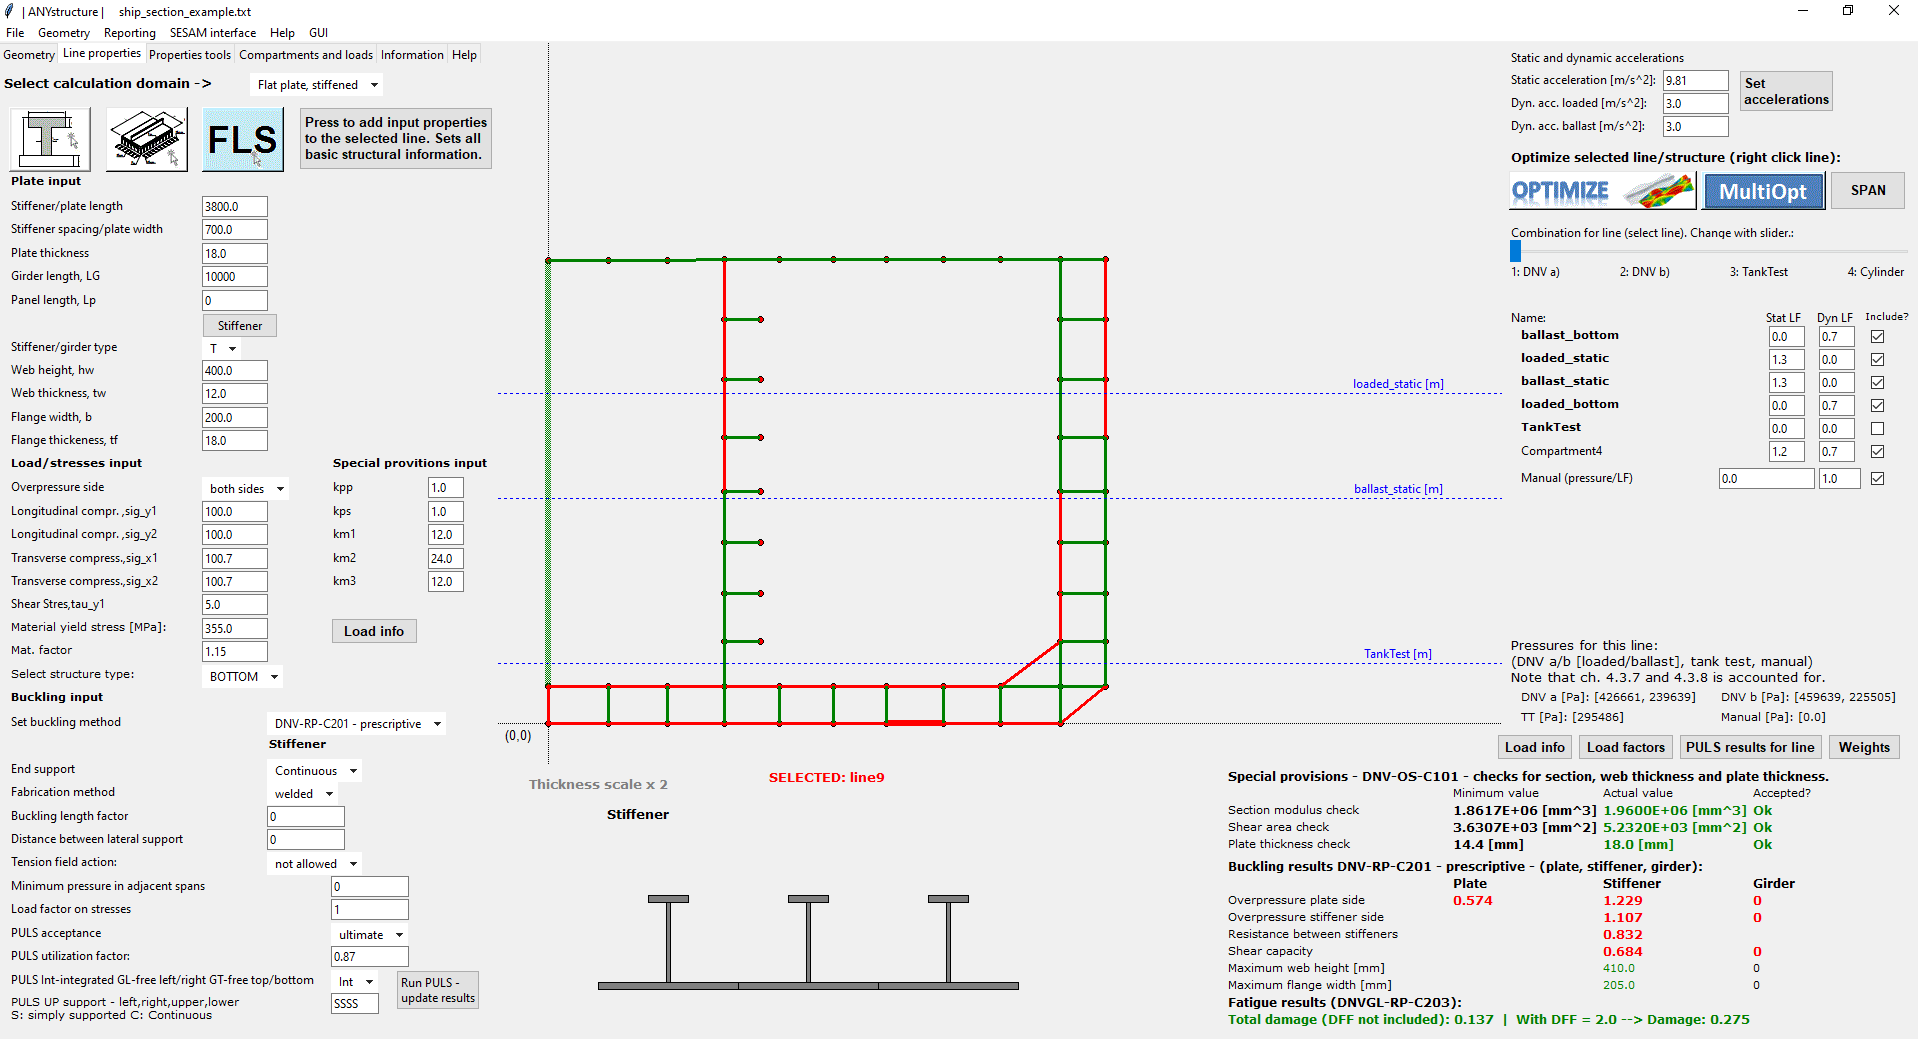 | ANYstructure |    ship_section_example.txt
File Geometry Reporting SESAM interface Help GUI
Geometry Line properties Properties tools Compartments and loads Information Help
Select calculation domain -> Flat plate, stiffened
FLS
Press to add input properties
to the selected line. Sets all
basic structural information.
Plate input
Stiffener/plate length 3800.0
Stiffener spacing/plate width 700.0
Plate thickness 18.0
Girder length, LG 10000
Panel length, Lp 0
Stiffener
Stiffener/girder type T
Web height, hw 400.0
Web thickness, tw 12.0
Flange width, b 200.0
Flange thickeness, tf 18.0
Load/stresses input
Overpressure side both sides
Longitudinal compr. ,sig_y1 100.0
Longitudinal compr. ,sig_y2 100.0
Transverse compress.,sig_x1 100.7
Transverse compress.,sig_x2 100.7
Shear Stres,tau_y1 5.0
Material yield stress [MPa]: 355.0
Mat. factor 1.15
Select structure type: BOTTOM
Special provitions input
kpp 1.0
kps 1.0
km1 12.0
km2 24.0
km3 12.0
Load info
Buckling input
Set buckling method DNV-RP-C201 - prescriptive
Stiffener
End support Continuous
Fabrication method welded
Buckling length factor 0
Distance between lateral support 0
Tension field action: not allowed
Minimum pressure in adjacent spans 0
Load factor on stresses 1
PULS acceptance ultimate
PULS utilization factor: 0.87
PULS Int-integrated GL-free left/right GT-free top/bottom Int
PULS UP support - left,right,upper,lower SSSS
S: simply supported C: Continuous
Run PULS -
update results
loaded_static [m]
ballast_static [m]
TankTest [m]
(0,0)
SELECTED: line9
Thickness scale x 2
Stiffener
Static and dynamic accelerations
Static acceleration [m/s^2]: 9.81
Dyn. acc. loaded [m/s^2]: 3.0
Dyn. acc. ballast [m/s^2]: 3.0
Set
accelerations
Optimize selected line/structure (right click line):
OPTIMIZE MultiOpt SPAN
Combination for line (select line). Change with slider.:
1: DNV a) 2: DNV b) 3: TankTest 4: Cylinder
Name: Stat LF Dyn LF Include?
ballast_bottom 0.0 0.7
loaded_static 1.3 0.0
ballast_static 1.3 0.0
loaded_bottom 0.0 0.7
TankTest 0.0 0.0
Compartment4 1.2 0.7
Manual (pressure/LF) 0.0 1.0
Pressures for this line:
(DNV a/b [loaded/ballast], tank test, manual)
Note that ch. 4.3.7 and 4.3.8 is accounted for.
DNV a [Pa]: [426661, 239639] DNV b [Pa]: [459639, 225505]
TT [Pa]: [295486] Manual [Pa]: [0.0]
Load info Load factors PULS results for line Weights
Special provisions - DNV-OS-C101 - checks for section, web thickness and plate thickness.
Minimum value Actual value Accepted?
Section modulus check 1.8617E+06 [mm^3] 1.9600E+06 [mm^3] Ok
Shear area check 3.6307E+03 [mm^2] 5.2320E+03 [mm^2] Ok
Plate thickness check 14.4 [mm] 18.0 [mm] Ok
Buckling results DNV-RP-C201 - prescriptive - (plate, stiffener, girder):
Plate Stiffener Girder
Overpressure plate side 0.574 1.229 0
Overpressure stiffener side 1.107 0
Resistance between stiffeners 0.832
Shear capacity 0.684 0
Maximum web height [mm] 410.0 0
Maximum flange width [mm] 205.0 0
Fatigue results (DNVGL-RP-C203):
Total damage (DFF not included): 0.137 | With DFF = 2.0 --> Damage: 0.275